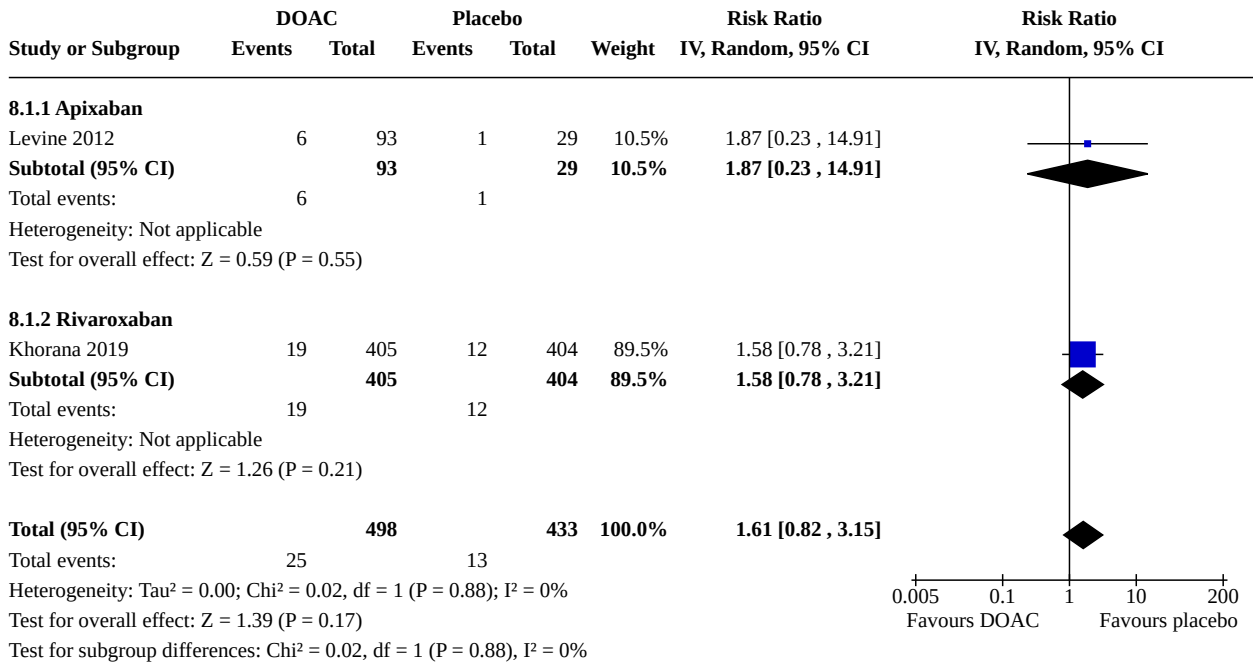 DOAC Placebo Risk Ratio Risk Ratio
Study or Subgroup Events Total Events Total Weight IV, Random, 95% CI IV, Random, 95% CI
8.1.1 Apixaban
Levine 2012 6 93 1 29 10.5% 1.87 [0.23 , 14.91]
Subtotal (95% CI) 93 29 10.5% 1.87 [0.23 , 14.91]
Total events: 6 1
Heterogeneity: Not applicable
Test for overall effect: Z = 0.59 (P = 0.55)
8.1.2 Rivaroxaban
Khorana 2019 19 405 12 404 89.5% 1.58 [0.78 , 3.21]
Subtotal (95% CI) 405 404 89.5% 1.58 [0.78 , 3.21]
Total events: 19 12
Heterogeneity: Not applicable
Test for overall effect: Z = 1.26 (P = 0.21)
Total (95% CI) 498 433 100.0% 1.61 [0.82 , 3.15]
Total events: 25 13
Heterogeneity: Tau² = 0.00; Chi² = 0.02, df = 1 (P = 0.88); I² = 0%
0.005 0.1 1 10 200
Test for overall effect: Z = 1.39 (P = 0.17)
Favours DOAC Favours placebo
Test for subgroup differences: Chi² = 0.02, df = 1 (P = 0.88), I² = 0%